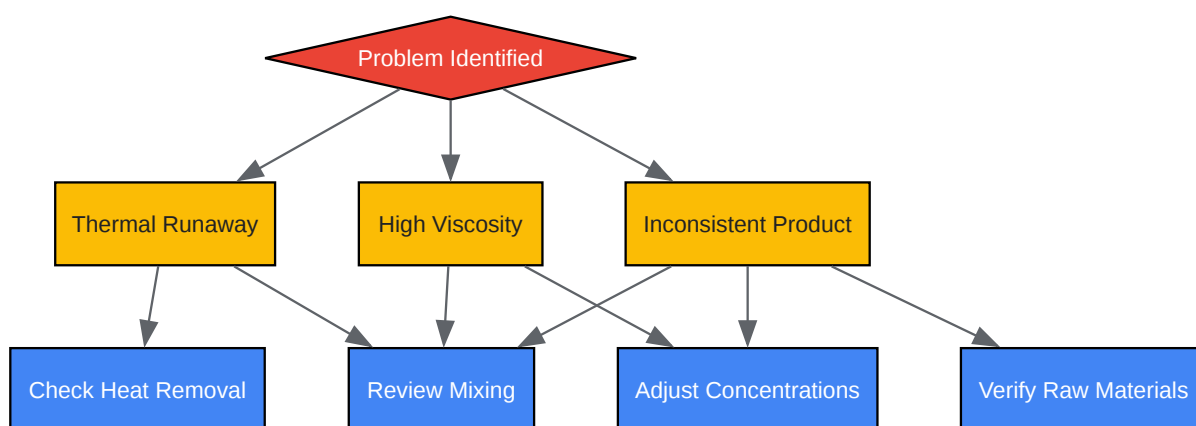 Problem Identified
Thermal Runaway
High Viscosity
Inconsistent Product
Check Heat Removal
Review Mixing
Adjust Concentrations
Verify Raw Materials